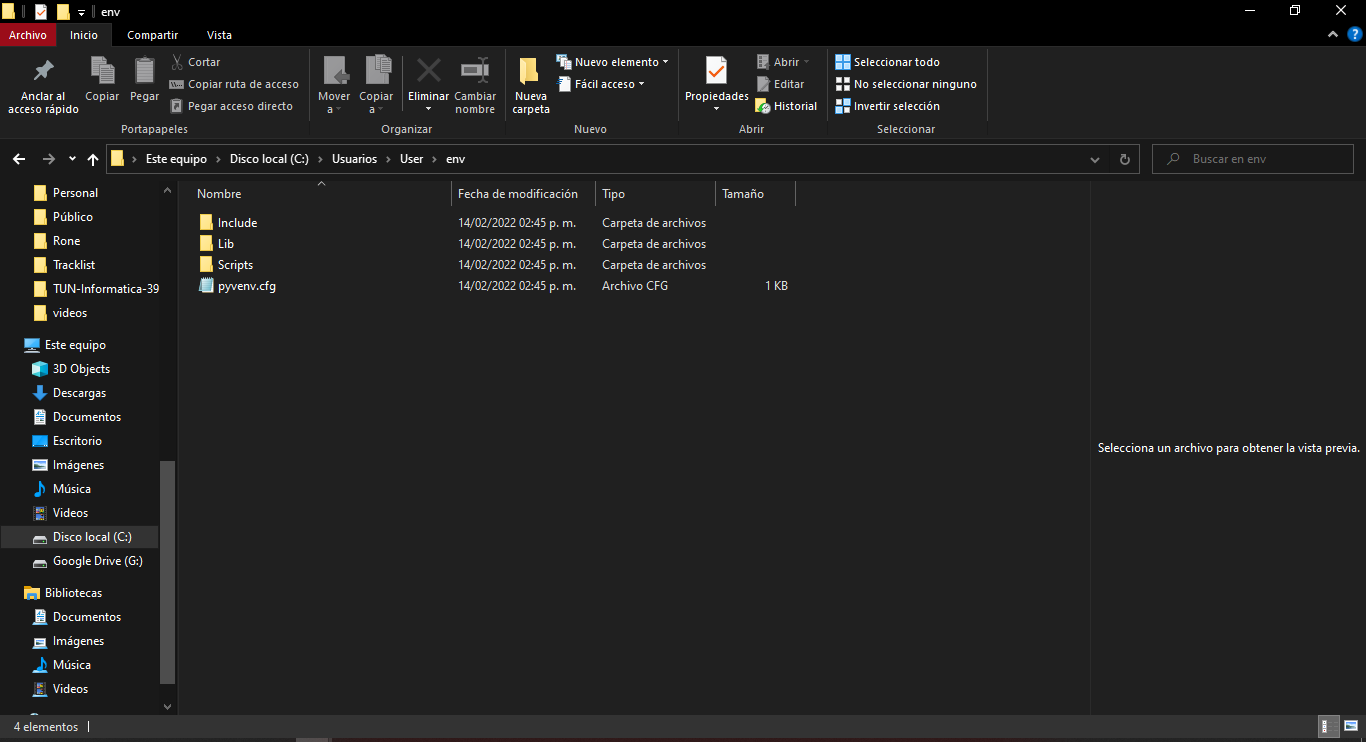 env
Archivo
Inicio
Compartir
Vista
Anclar al
acceso rápido
Copiar
Pegar
Cortar
Copiar ruta de acceso
Pegar acceso directo
Portapapeles
Mover
a
Copiar
a
Eliminar
Cambiar
nombre
Organizar
Nueva
carpeta
Nuevo elemento
Fácil acceso
Nuevo
Propiedades
Abrir
Editar
Historial
Abrir
Seleccionar todo
No seleccionar ninguno
Invertir selección
Seleccionar
Este equipo
Disco local (C:)
Usuarios
User
env
Buscar en env
Personal
Público
Rone
Tracklist
TUN-Informatica-39
videos
Este equipo
3D Objects
Descargas
Documentos
Escritorio
Imágenes
Música
Videos
Disco local (C:)
Google Drive (G:)
Bibliotecas
Documentos
Imágenes
Música
Videos
Nombre Fecha de modificación Tipo Tamaño
Include 14/02/2022 02:45 p. m. Carpeta de archivos
Lib 14/02/2022 02:45 p. m. Carpeta de archivos
Scripts 14/02/2022 02:45 p. m. Carpeta de archivos
pyvenv.cfg 14/02/2022 02:45 p. m. Archivo CFG 1 KB
Selecciona un archivo para obtener la vista previa.
4 elementos